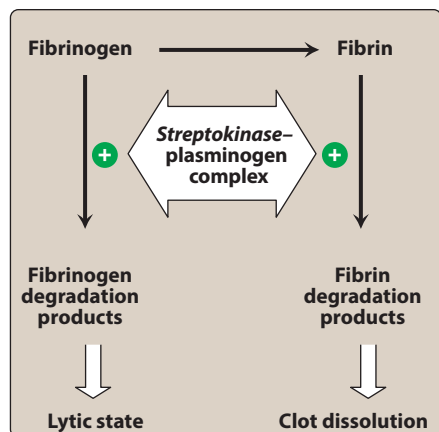 Fibrinogen
Fibrin
Streptokinase–
plasminogen
complex
+
+
Fibrinogen
degradation
products
Fibrin
degradation
products
Lytic state
Clot dissolution